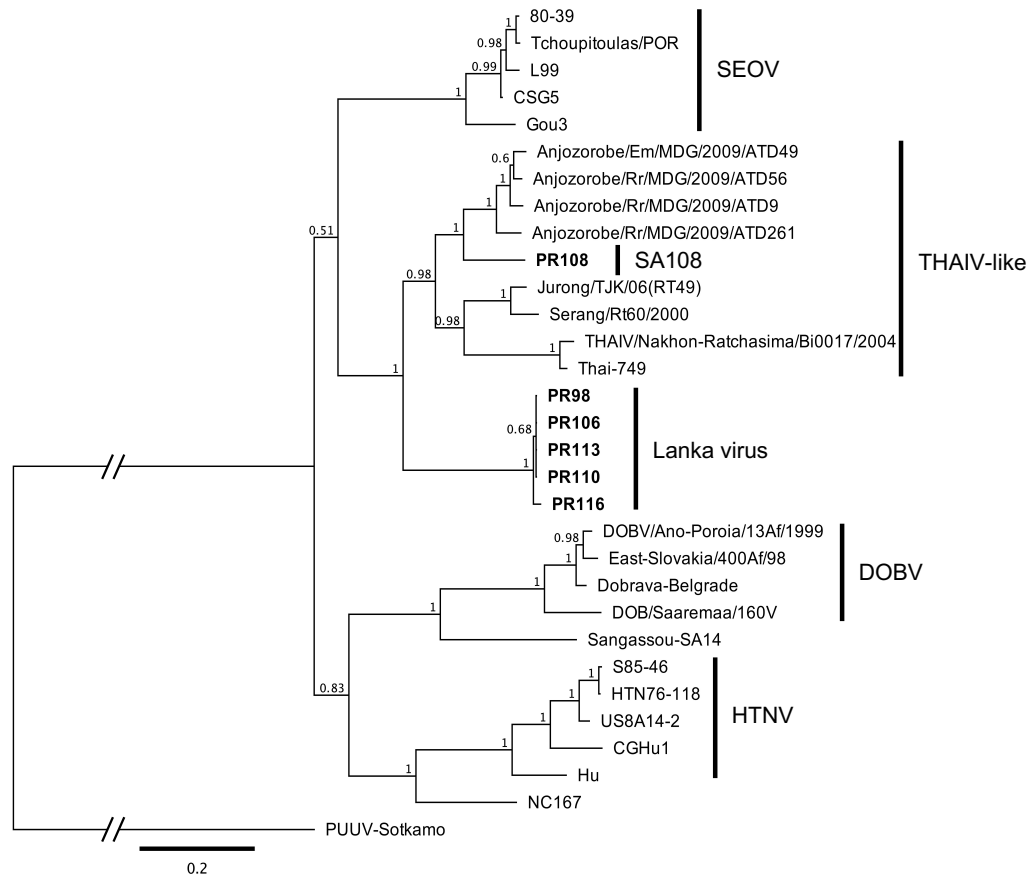 80-39
1
Tchoupitoulas/POR
0.98
0.99
L99
SEOV
1
CSG5
Gou3
Anjozorobe/Em/MDG/2009/ATD49
0.6
Anjozorobe/Rr/MDG/2009/ATD56
1
Anjozorobe/Rr/MDG/2009/ATD9
1
Anjozorobe/Rr/MDG/2009/ATD261
0.51
1
PR108
SA108
THAIV-like
0.98
Jurong/TJK/06(RT49)
1
Serang/Rt60/2000
0.98
THAIV/Nakhon-Ratchasima/Bi0017/2004
1
Thai-749
1
PR98
PR106
0.68
PR113
Lanka virus
1
PR110
PR116
DOBV/Ano-Poroia/13Af/1999
0.98
East-Slovakia/400Af/98
1
DOBV
Dobrava-Belgrade
1
DOB/Saaremaa/160V
1
Sangassou-SA14
S85-46
1
HTN76-118
0.83
1
US8A14-2
HTNV
1
CGHu1
1
Hu
1
NC167
PUUV-Sotkamo
0.2